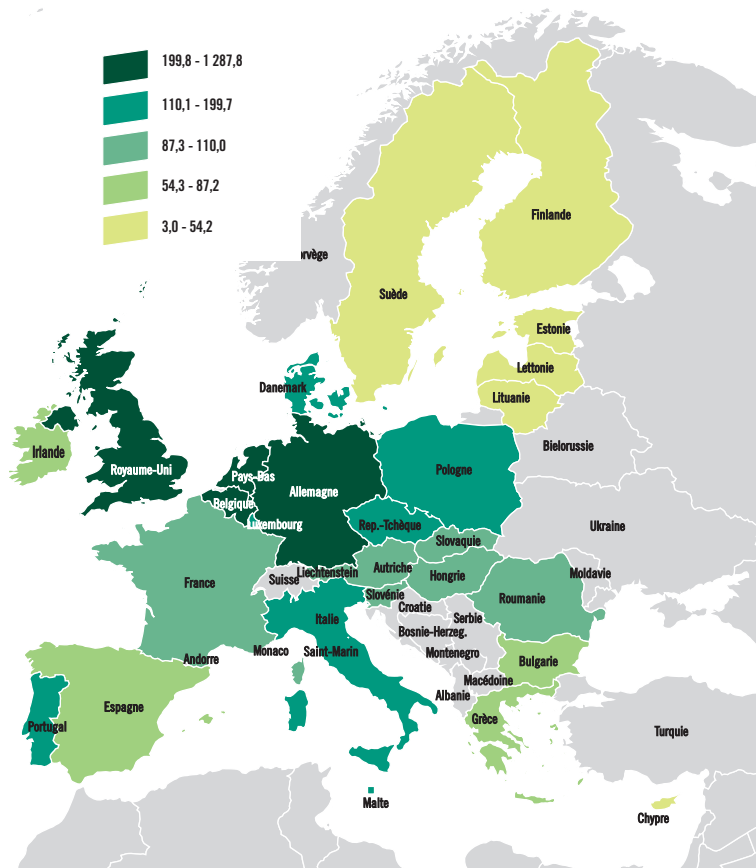 199,8 - 1 287,8
110,1 - 199,7
87,3 - 110,0
54,3 - 87,2
3,0 - 54,2
orvège
Finlande
Suède
Estonie
Lettonie
Lituanie
Danemark
Bielorussie
Irlande
Royaume-Uni
Pays-Bas
Pologne
Allemagne
Belgique
Luxembourg
Rep.-Tchèque
Ukraine
Slovaquie
France
Suisse
Liechtenstein
Autriche
Hongrie
Moldavie
Slovénie
Roumanie
Croatie
Italie
Serbie
Bosnie-Herzeg.
Andorre
Monaco
Saint-Marin
Montenegro
Bulgarie
Macédoine
Albanie
Espagne
Portugal
Grèce
Turquie
Malte
Chypre